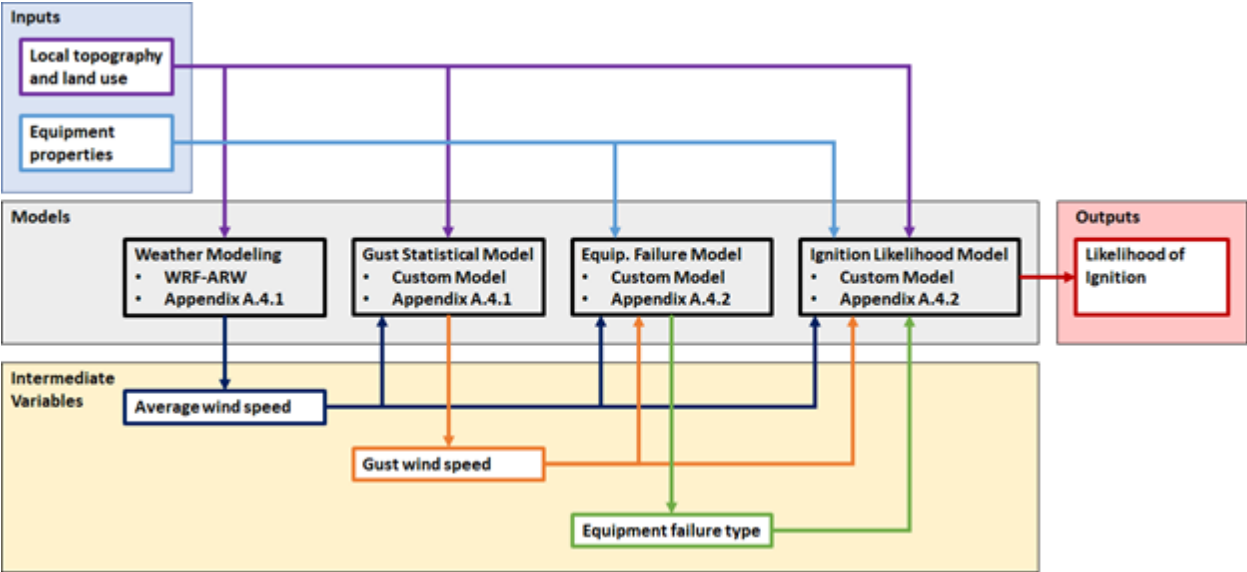 Inputs
Local topography
and land use
Equipment
properties
Models
Weather Modeling
• WRF-ARW
• Appendix A.4.1
Gust Statistical Model
• Custom Model
• Appendix A.4.1
Equip. Failure Model
• Custom Model
• Appendix A.4.2
Ignition Likelihood Model
• Custom Model
• Appendix A.4.2
Outputs
Likelihood of
Ignition
Intermediate
Variables
Average wind speed
Gust wind speed
Equipment failure type